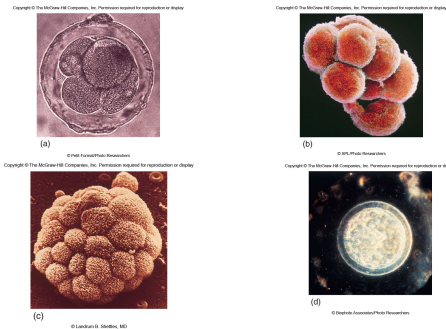 Copyright © The McGraw-Hill Companies, Inc. Permission required for reproduction or display
(a)
© Petit Format/Photo Researchers
Copyright © The McGraw-Hill Companies, Inc. Permission required for reproduction or display
(b)
© SPL/Photo Researchers
Copyright © The McGraw-Hill Companies, Inc. Permission required for reproduction or display
(c)
© Landrum B. Shettles, MD
Copyright © The McGraw-Hill Companies, Inc. Permission required for reproduction or di
(d)
© Biophoto Associates/Photo Researchers